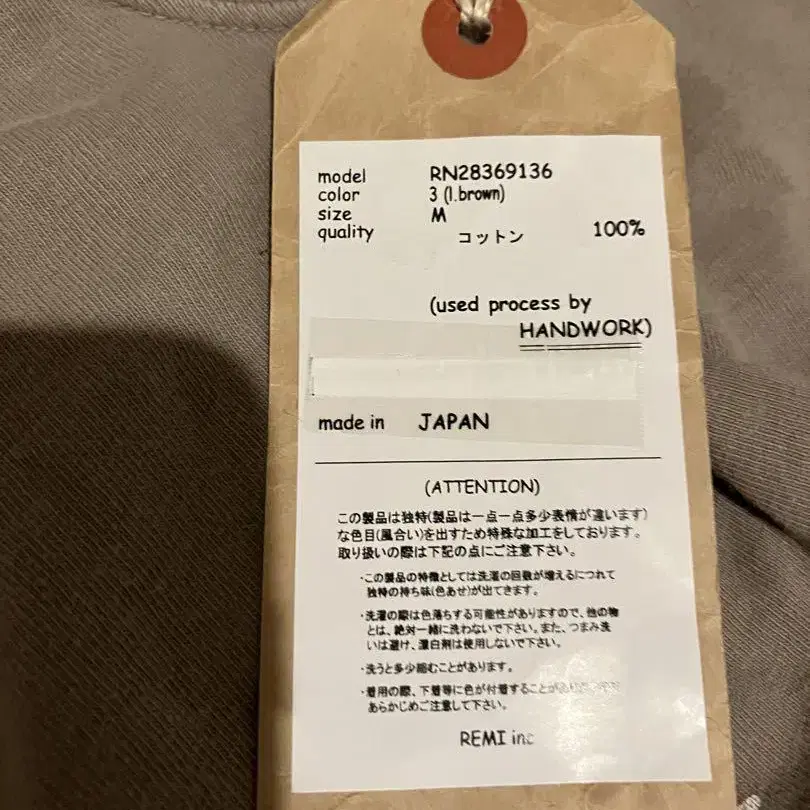 model RN28369136
color 3 (l.brown)
size M
quality コットン 100%
(used process by
HANDWORK)
made in JAPAN
(ATTENTION)
この製品は独特(製品は一点一点多少表情が違います)
な色目(風合い)を出すため特殊な加工をしております。
取り扱いの際は下記の点にご注意下さい。
・この製品の特徴としては洗濯の回数が増えるにつれて
独特の持ち味(色あせ)が出てきます。
・洗濯の際は色落ちする可能性がありますので、他の物
とは、絶対一緒に洗わないで下さい。また、つまみ洗
いは避け、漂白剤は使用しないで下さい。
・洗うと多少縮むことがあります。
・着用の際、下着等に色が付着することが
あらかじめご注意して下さい。
REMI inc